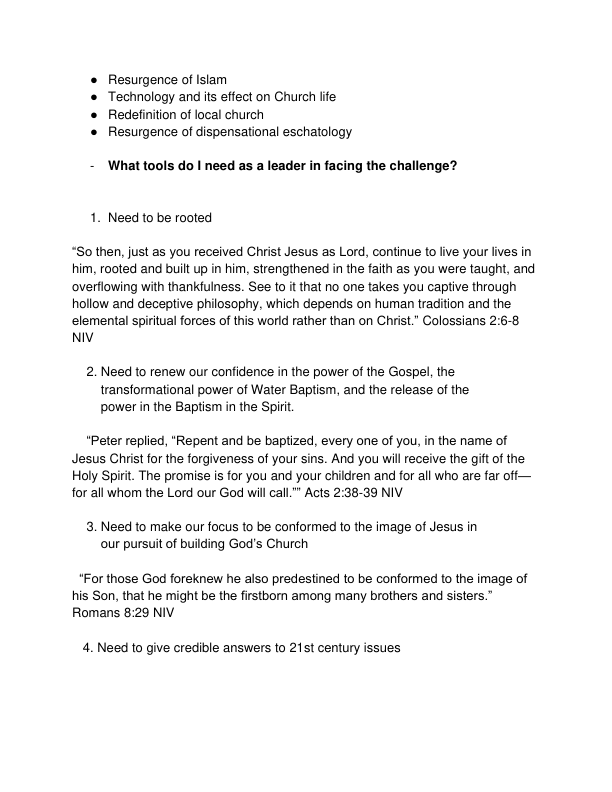 ● Resurgence of Islam
● Technology and its effect on Church life
● Redefinition of local church
● Resurgence of dispensational eschatology
- What tools do I need as a leader in facing the challenge?
1. Need to be rooted
“So then, just as you received Christ Jesus as Lord, continue to live your lives in
him, rooted and built up in him, strengthened in the faith as you were taught, and
overflowing with thankfulness. See to it that no one takes you captive through
hollow and deceptive philosophy, which depends on human tradition and the
elemental spiritual forces of this world rather than on Christ.” Colossians 2:6-8
NIV
2. Need to renew our confidence in the power of the Gospel, the
transformational power of Water Baptism, and the release of the
power in the Baptism in the Spirit.
“Peter replied, “Repent and be baptized, every one of you, in the name of
Jesus Christ for the forgiveness of your sins. And you will receive the gift of the
Holy Spirit. The promise is for you and your children and for all who are far off—
for all whom the Lord our God will call.”” Acts 2:38-39 NIV
3. Need to make our focus to be conformed to the image of Jesus in
our pursuit of building God’s Church
“For those God foreknew he also predestined to be conformed to the image of
his Son, that he might be the firstborn among many brothers and sisters.”
Romans 8:29 NIV
4. Need to give credible answers to 21st century issues